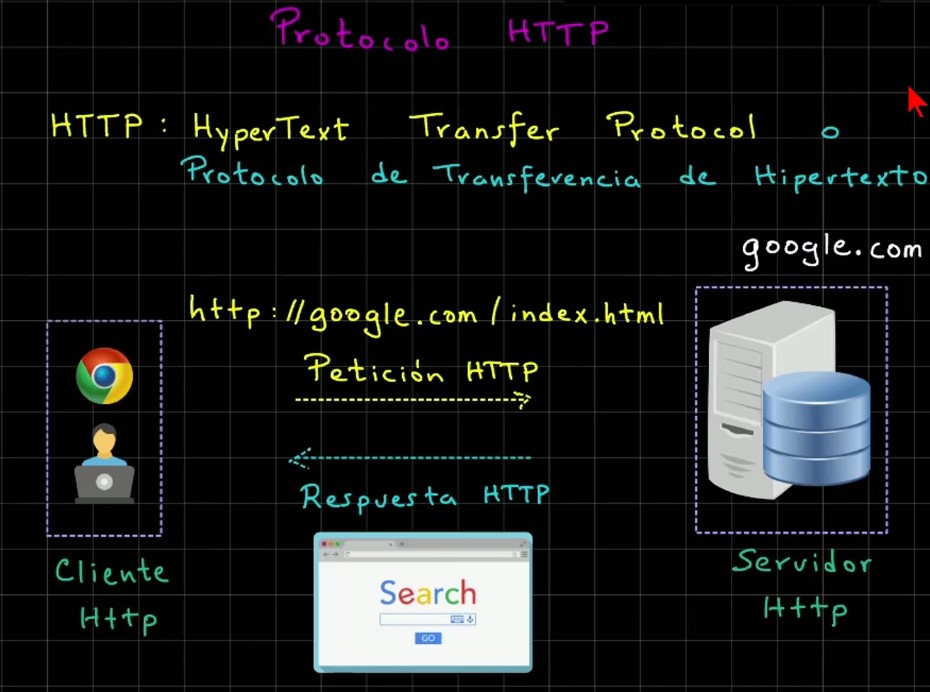 Protocolo HTTP
HTTP: HyperText Transfer Protocol o
Protocolo de Transferencia de Hipertexto
google.com
http://google.com/index.html
Petición HTTP
Respuesta HTTP
Search
GO
Cliente
Http
Servidor
Http